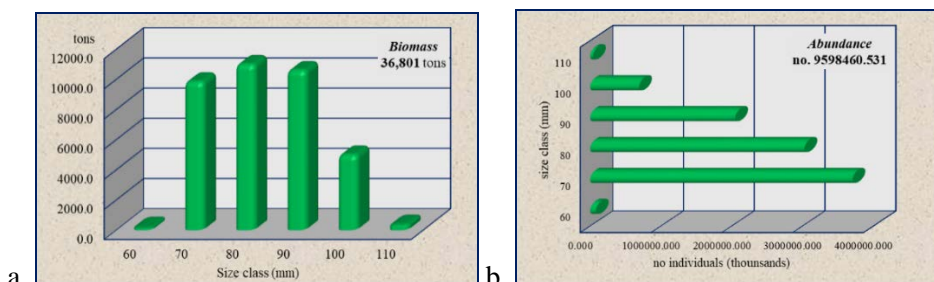 tons
12000.0
10000.0
8000.0
6000.0
4000.0
2000.0
0.0
Biomass
36,801 tons
60 70 80 90 100 110
Size class (mm)
a.
Abundance
no. 9598460.531
110
100
90
80
70
60
size class (mm)
0.000 1000000.000 2000000.000 3000000.000 4000000.000
no individuals (thounsands)
b